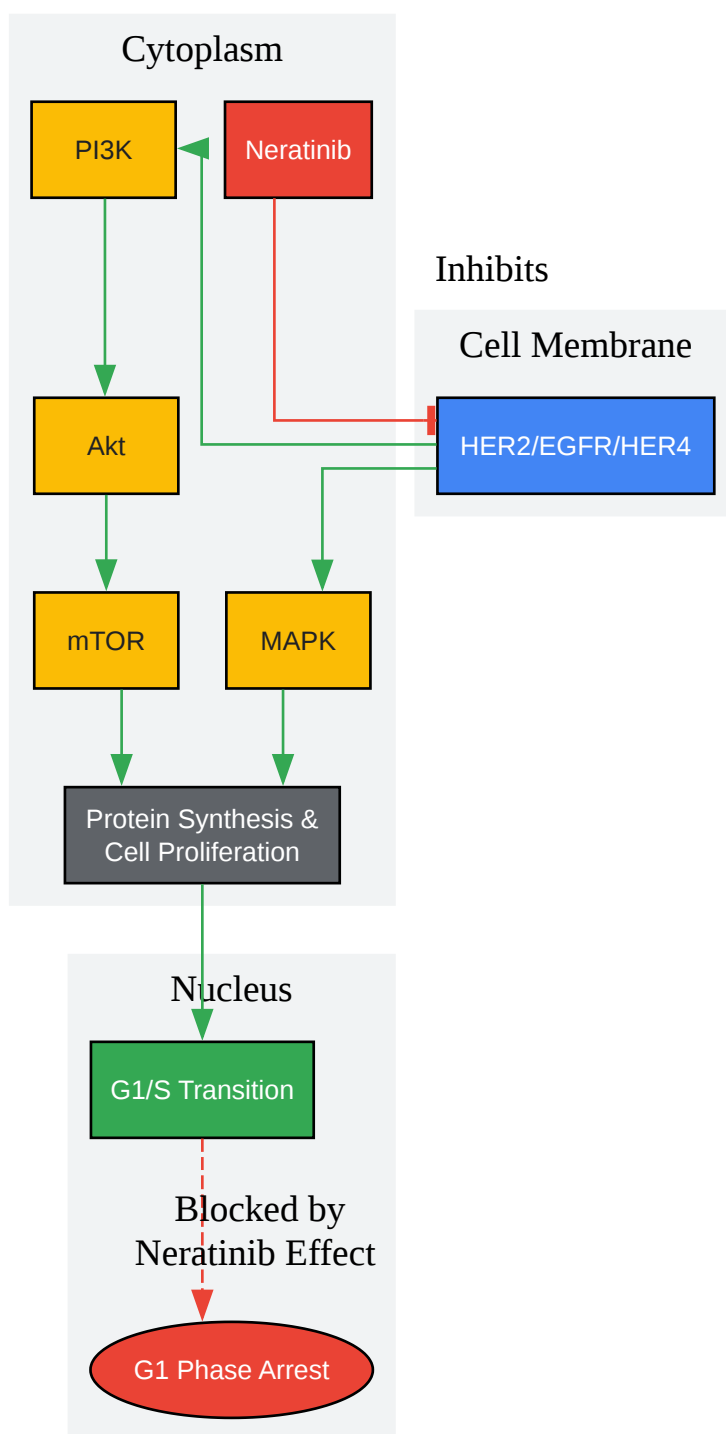 Cytoplasm
PI3K
Neratinib
Inhibits
Cell Membrane
Akt
HER2/EGFR/HER4
mTOR
MAPK
Protein Synthesis &
Cell Proliferation
Nucleus
G1/S Transition
Blocked by
Neratinib Effect
G1 Phase Arrest